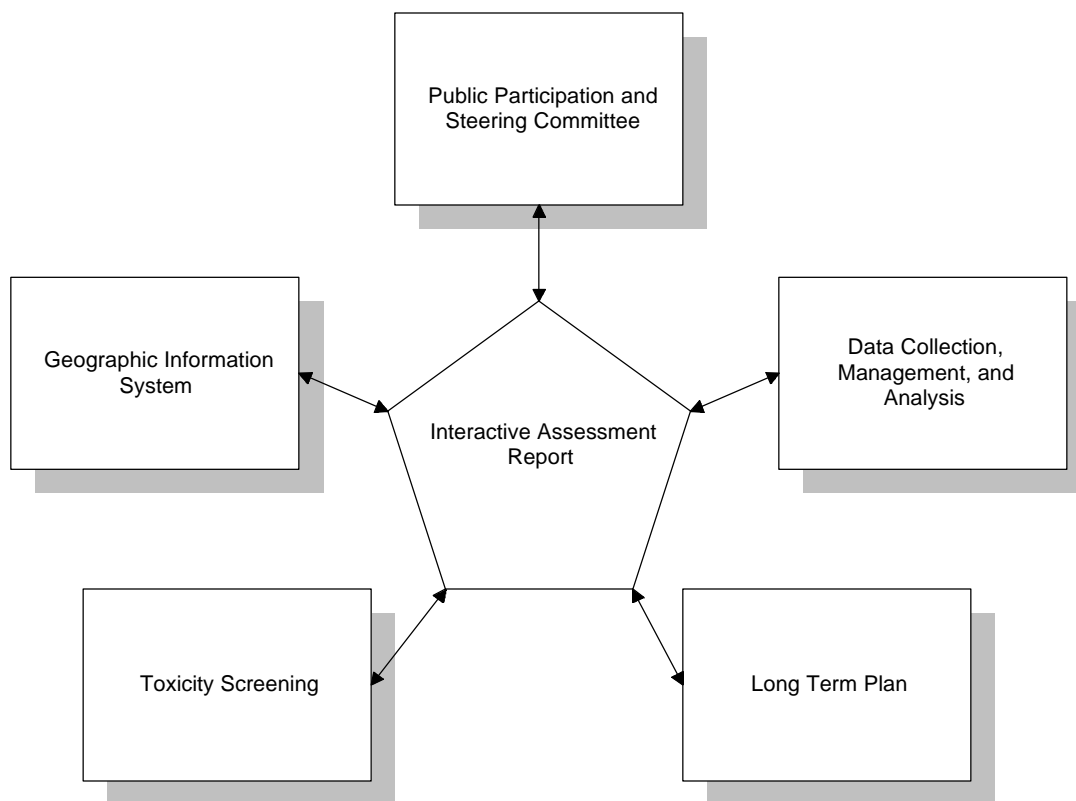 Public Participation and
Steering Committee
Geographic Information
System
Data Collection,
Management, and
Analysis
Interactive Assessment
Report
Toxicity Screening
Long Term Plan